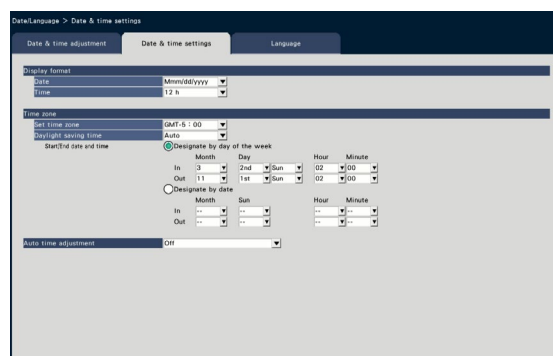 Date/Language > Date & time settings
Date & time adjustment Date & time settings Language
Display format
Date Mmm/dd/yyyy
Time 12 h
Time zone
Set time zone GMT-5 : 00
Daylight saving time Auto
Start/End date and time Designate by day of the week
Month Day Hour Minute
In 3 2nd Sun 02 00
Out 11 1st Sun 02 00
Designate by date
Month Sun Hour Minute
In -- -- -- --
Out -- -- -- --
Auto time adjustment Off